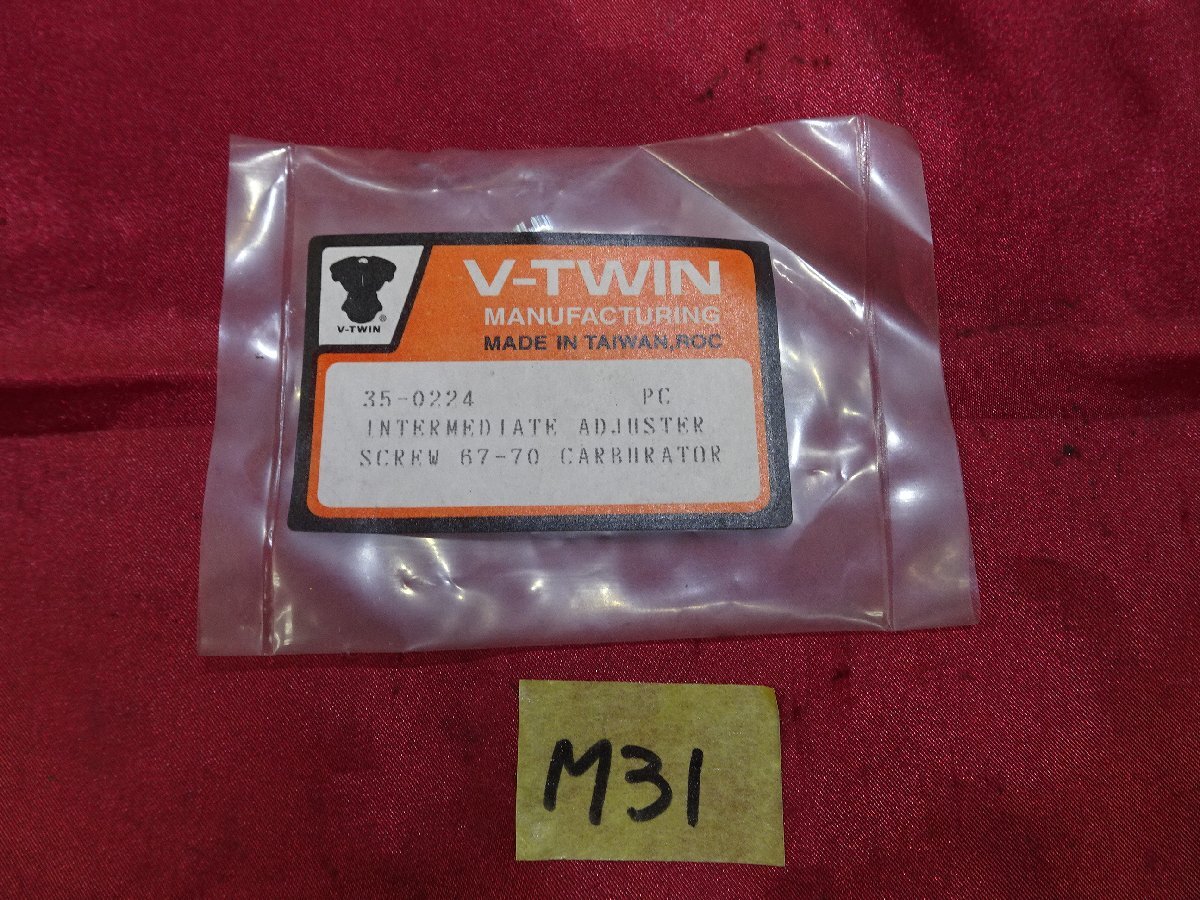 V-TWIN
MANUFACTURING
MADE IN TAIWAN, ROC
V-TWIN ®
35-0224 PC
INTERMEDIATE ADJUSTER
SCREW 67-70 CARBURATOR
M31